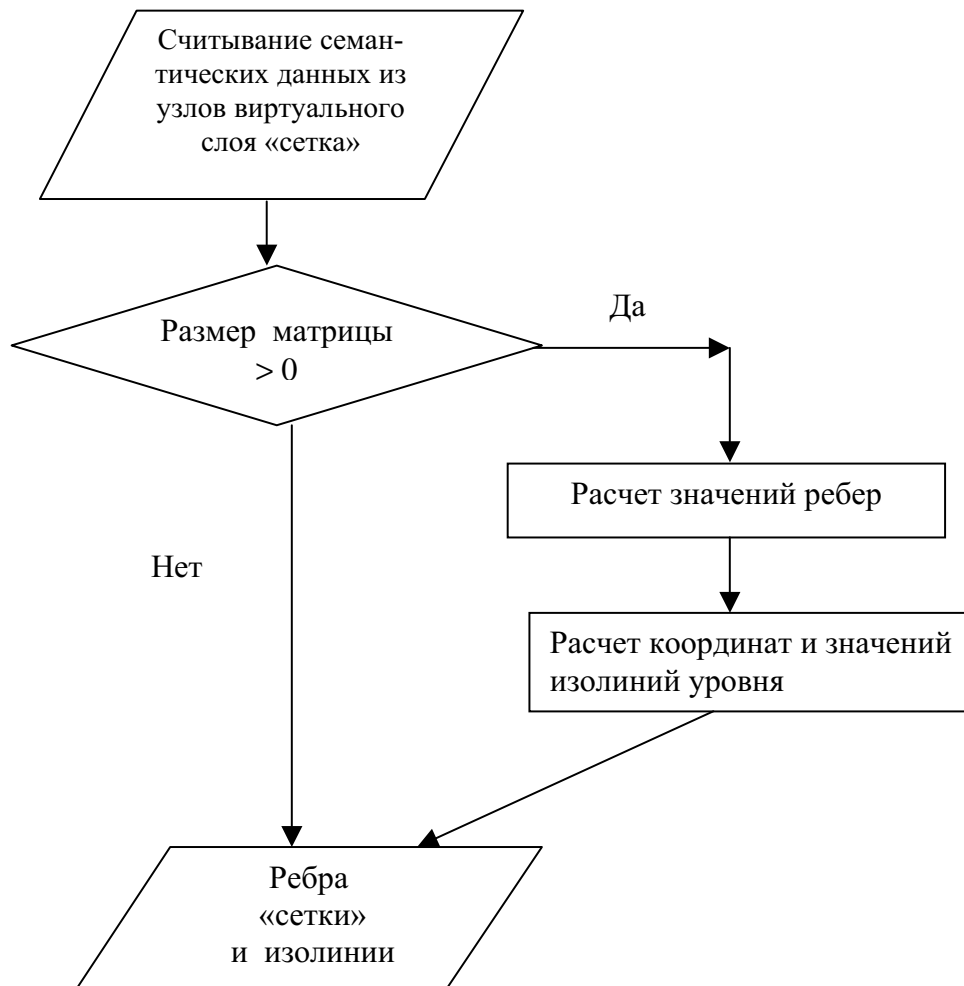 Считывание семан-
тических данных из
узлов виртуального
слоя «сетка»
Размер матрицы
> 0
Да
Расчет значений ребер
Нет
Расчет координат и значений
изолиний уровня
Ребра
«сетки»
и изолинии